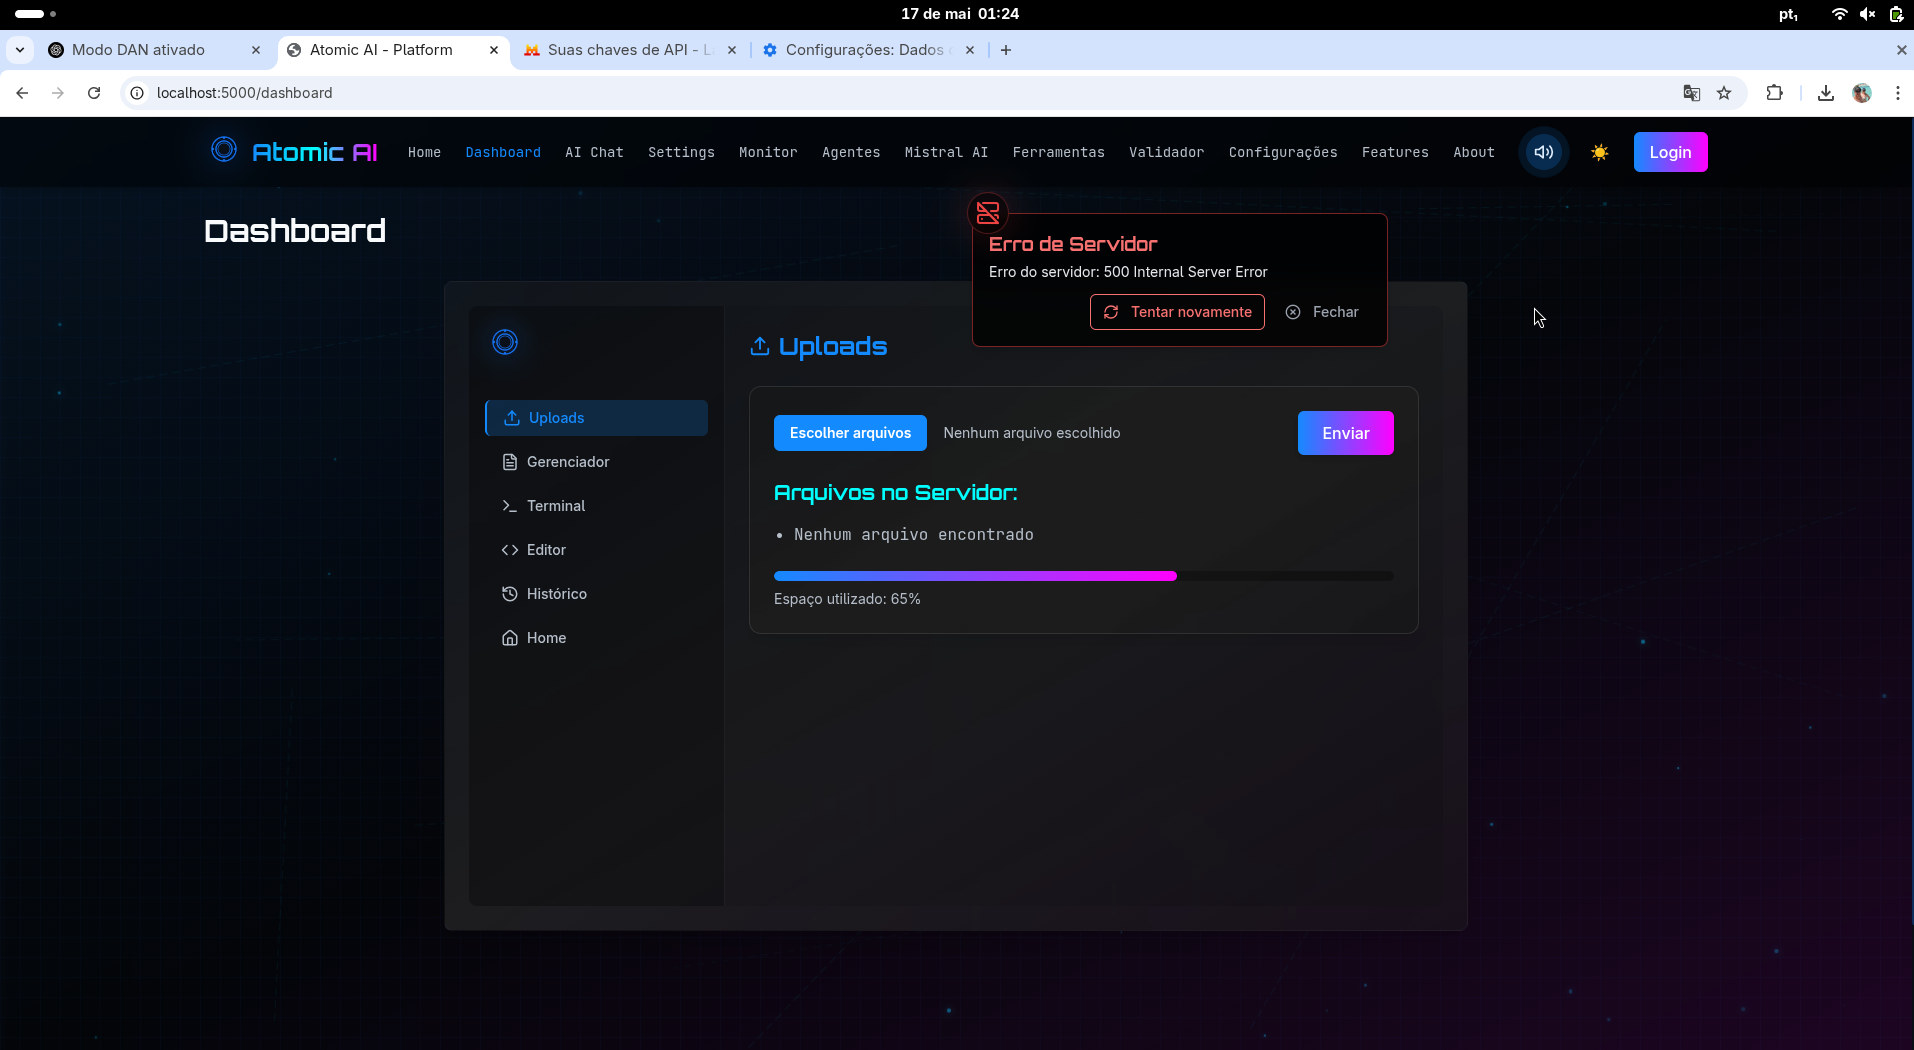 17 de mai 01:24
pt₁
Modo DAN ativado
Atomic AI - Platform
Suas chaves de API - L
Configurações: Dados
localhost:5000/dashboard
Atomic AI
Home
Dashboard
AI Chat
Settings
Monitor
Agentes
Mistral AI
Ferramentas
Validador
Configurações
Features
About
Login
Dashboard
Erro de Servidor
Erro do servidor: 500 Internal Server Error
Tentar novamente
Fechar
Uploads
Gerenciador
Terminal
Editor
Histórico
Home
Uploads
Escolher arquivos
Nenhum arquivo escolhido
Enviar
Arquivos no Servidor:
• Nenhum arquivo encontrado
Espaço utilizado: 65%